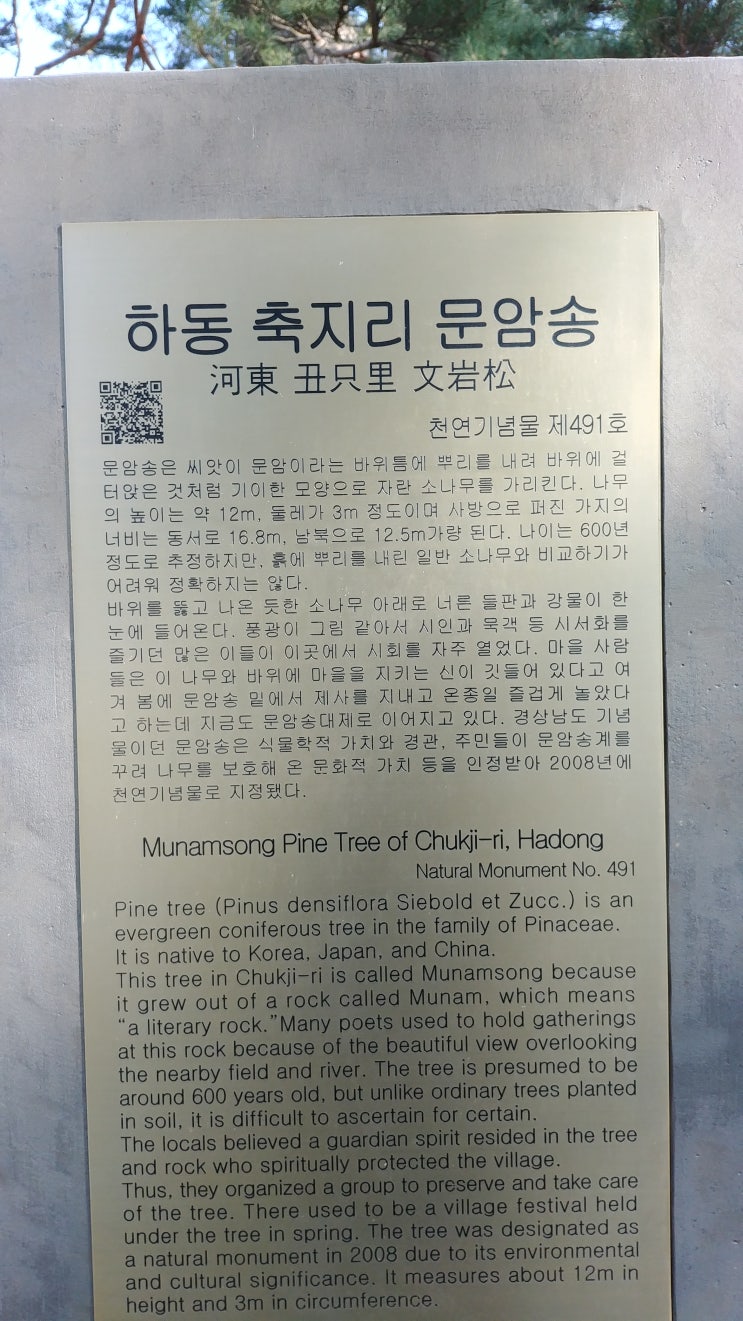 하동 축지리 문암송
河東 丑只里 文岩松
천연기념물 제491호
문암송은 씨앗이 문암이라는 바위틈에 뿌리를 내려 바위에 걸
터앉은 것처럼 기이한 모양으로 자란 소나무를 가리킨다. 나무
의 높이는 약 12m, 둘레가 3m 정도이며 사방으로 퍼진 가지의
너비는 동서로 16.8m, 남북으로 12.5m가량 된다. 나이는 600년
정도로 추정하지만, 흙에 뿌리를 내린 일반 소나무와 비교하기가
어려워 정확하지는 않다.
바위를 뚫고 나온 듯한 소나무 아래로 너른 들판과 강물이 한
눈에 들어온다. 풍광이 그림 같아서 시인과 묵객 등 시서화를
즐기던 많은 이들이 이곳에서 시회를 자주 열었다. 마을 사람
들은 이 나무와 바위에 마을을 지키는 신이 깃들어 있다고 여
겨 봄에 문암송 밑에서 제사를 지내고 온종일 즐겁게 놀았다
고 하는데 지금도 문암송대제로 이어지고 있다. 경상남도 기념
물이던 문암송은 식물학적 가치와 경관, 주민들이 문암송계를
꾸려 나무를 보호해 온 문화적 가치 등을 인정받아 2008년에
천연기념물로 지정됐다.
Munamsong Pine Tree of Chukji-ri, Hadong
Natural Monument No. 491
Pine tree (Pinus densiflora Siebold et Zucc.) is an
evergreen coniferous tree in the family of Pinaceae.
It is native to Korea, Japan, and China.
This tree in Chukji-ri is called Munamsong because
it grew out of a rock called Munam, which means
“a literary rock.”Many poets used to hold gatherings
at this rock because of the beautiful view overlooking
the nearby field and river. The tree is presumed to be
around 600 years old, but unlike ordinary trees planted
in soil, it is difficult to ascertain for certain.
The locals believed a guardian spirit resided in the tree
and rock who spiritually protected the village.
Thus, they organized a group to preserve and take care
of the tree. There used to be a village festival held
under the tree in spring. The tree was designated as
a natural monument in 2008 due to its environmental
and cultural significance. It measures about 12m in
height and 3m in circumference.